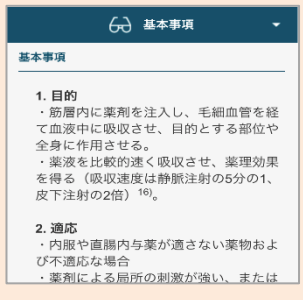 基本事項
基本事項
1. 目的
・筋層内に薬剤を注入し、毛細血管を経
て血液中に吸収させ、目的とする部位や
全身に作用させる。
・薬液を比較的速く吸収させ、薬理効果
を得る（吸収速度は静脈注射の5分の1、
皮下注射の2倍）16)。
2. 適応
・内服や直腸内与薬が適さない薬物およ
び不適応な場合
・薬剤による局所の刺激が強い、または